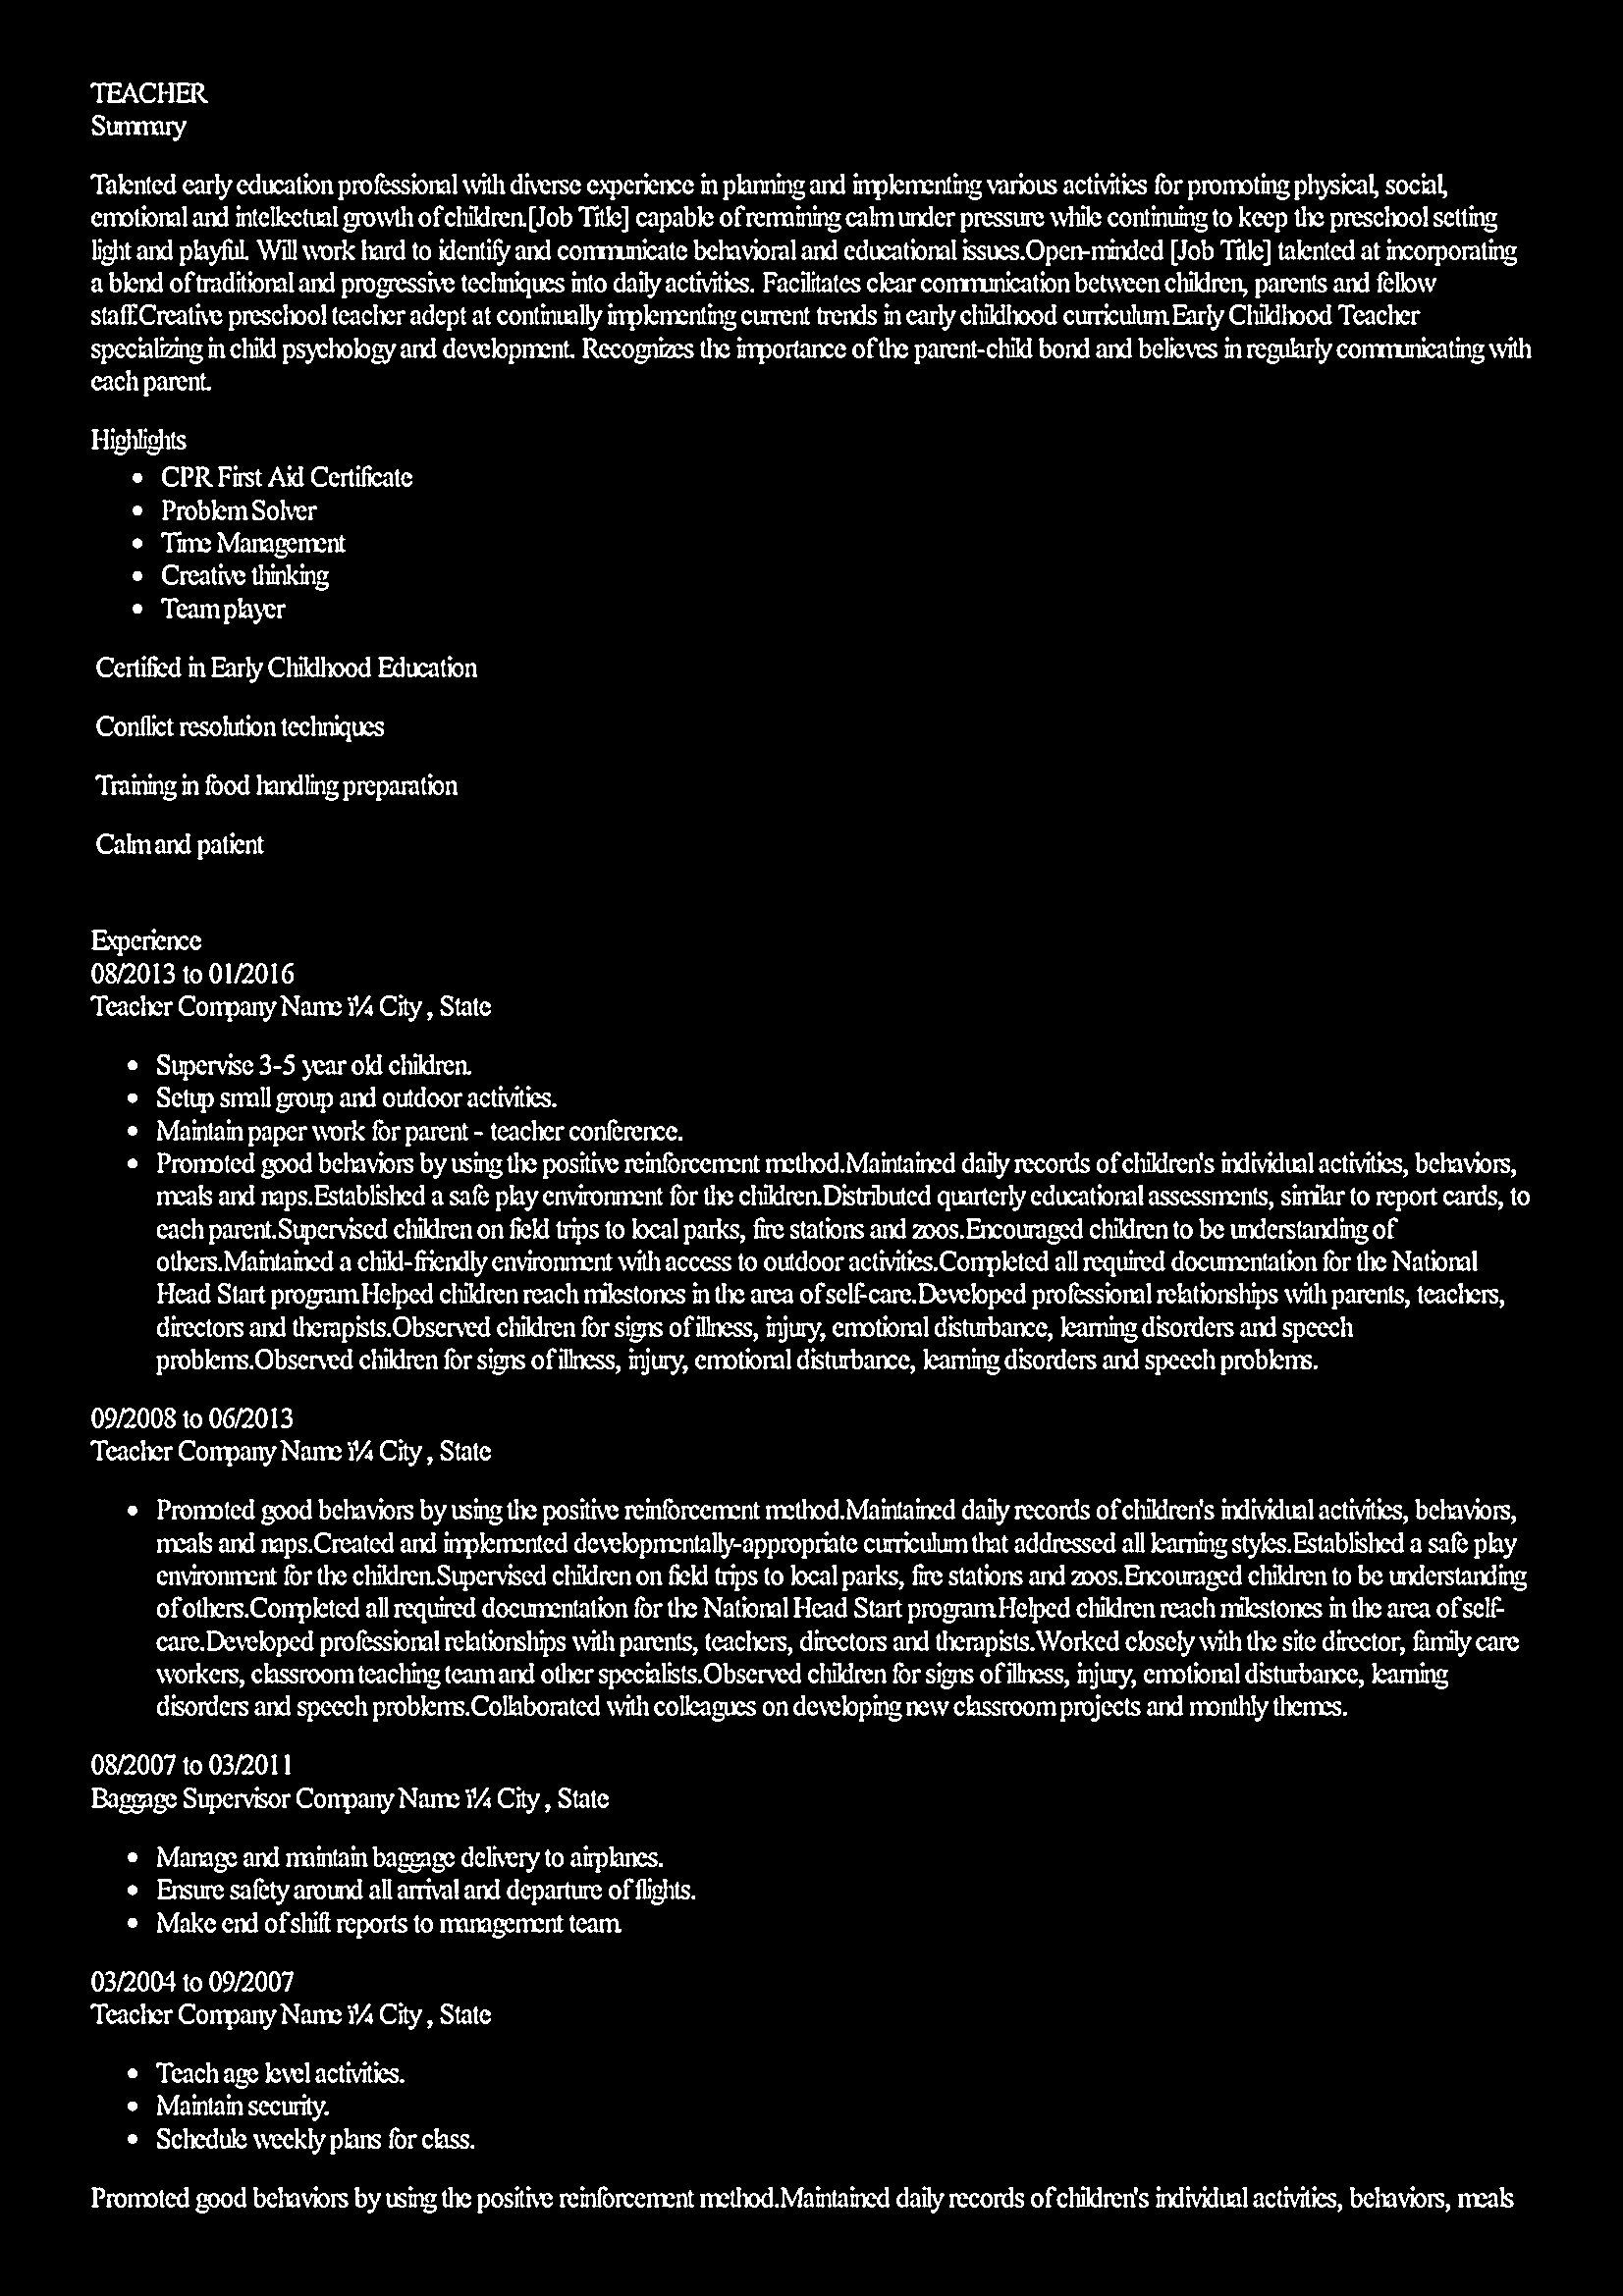 TEACHER
Summary
Talented early education professional with diverse experience in planning and implementing various activities for promoting physical, social,
emotional and intellectual growth of children.[Job Title] capable of remaining calm under pressure while continuing to keep the preschool setting
light and playful. Will work hard to identify and communicate behavioral and educational issues.Open-minded [Job Title] talented at incorporating
a blend of traditional and progressive techniques into daily activities. Facilitates clear communication between children, parents and fellow
staff.Creative preschool teacher adept at continually implementing current trends in early childhood curriculum.Early Childhood Teacher
specializing in child psychology and development. Recognizes the importance of the parent-child bond and believes in regularly communicating with
each parent.
Highlights
• CPR First Aid Certificate
• Problem Solver
• Time Management
• Creative thinking
• Team player
Certified in Early Childhood Education
Conflict resolution techniques
Training in food handling preparation
Calm and patient
Experience
08/2013 to 01/2016
Teacher Company Name ï¼ City , State
• Supervise 3-5 year old children.
• Setup small group and outdoor activities.
• Maintain paper work for parent - teacher conference.
• Promoted good behaviors by using the positive reinforcement method.Maintained daily records of children's individual activities, behaviors,
meals and naps.Established a safe play environment for the children.Distributed quarterly educational assessments, similar to report cards, to
each parent.Supervised children on field trips to local parks, fire stations and zoos.Encouraged children to be understanding of
others.Maintained a child-friendly environment with access to outdoor activities.Completed all required documentation for the National
Head Start program.Helped children reach milestones in the area of self-care.Developed professional relationships with parents, teachers,
directors and therapists.Observed children for signs of illness, injury, emotional disturbance, learning disorders and speech
problems.Observed children for signs of illness, injury, emotional disturbance, learning disorders and speech problems.
09/2008 to 06/2013
Teacher Company Name ï¼ City , State
• Promoted good behaviors by using the positive reinforcement method.Maintained daily records of children's individual activities, behaviors,
meals and naps.Created and implemented developmentally-appropriate curriculum that addressed all learning styles.Established a safe play
environment for the children.Supervised children on field trips to local parks, fire stations and zoos.Encouraged children to be understanding
of others.Completed all required documentation for the National Head Start program.Helped children reach milestones in the area of self-
care.Developed professional relationships with parents, teachers, directors and therapists.Worked closely with the site director, family care
workers, classroom teaching team and other specialists.Observed children for signs of illness, injury, emotional disturbance, learning
disorders and speech problems.Collaborated with colleagues on developing new classroom projects and monthly themes.
08/2007 to 03/2011
Baggage Supervisor Company Name ï¼ City , State
• Manage and maintain baggage delivery to airplanes.
• Ensure safety around all arrival and departure of flights.
• Make end of shift reports to management team.
03/2004 to 09/2007
Teacher Company Name ï¼ City , State
• Teach age level activities.
• Maintain security.
• Schedule weekly plans for class.
Promoted good behaviors by using the positive reinforcement method.Maintained daily records of children's individual activities, behaviors, meals